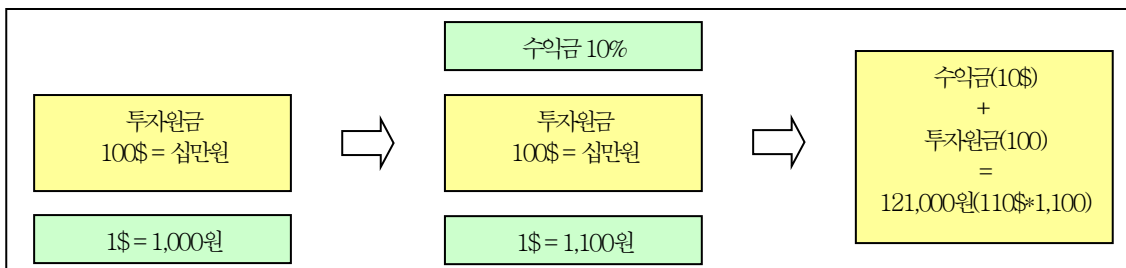 투자원금
100$ = 십만원
1$ = 1,000원
수익금 10%
투자원금
100$ = 십만원
1$ = 1,100원
수익금(10$)
+
투자원금(100)
=
121,000원(110$*1,100)